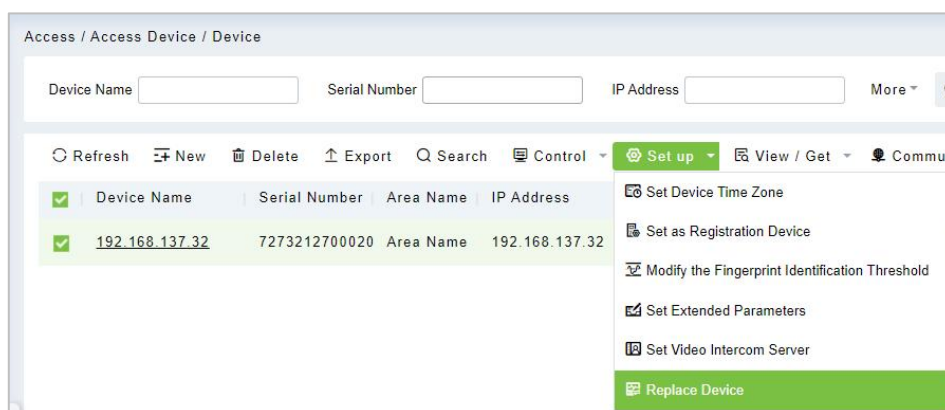 Access / Access Device / Device
Device Name Serial Number IP Address More
Refresh New Delete Export Search Control Set up View / Get Commu
Device Name Serial Number Area Name IP Address
192.168.137.32 7273212700020 Area Name 192.168.137.32
Set Device Time Zone
Set as Registration Device
Modify the Fingerprint Identification Threshold
Set Extended Parameters
Set Video Intercom Server
Replace Device